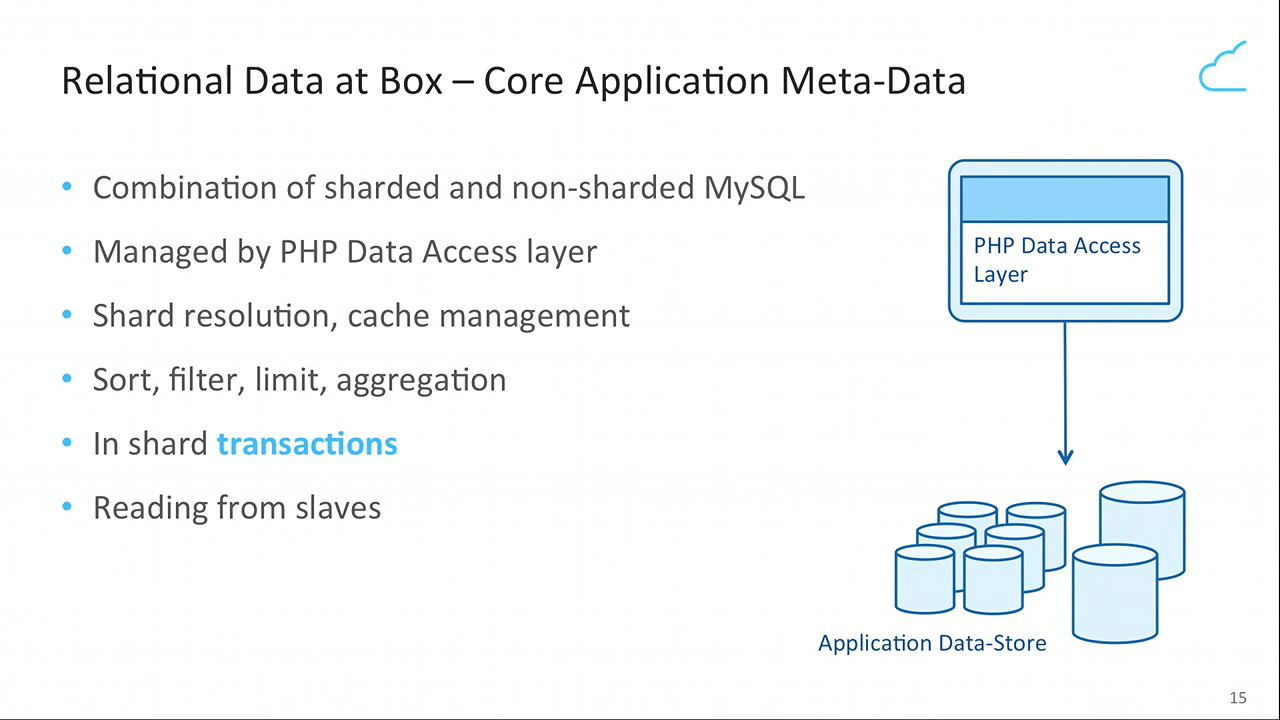 Relational Data at Box – Core Application Meta-Data
• Combination of sharded and non-sharded MySQL
• Managed by PHP Data Access layer
• Shard resolution, cache management
• Sort, filter, limit, aggregation
• In shard transactions
• Reading from slaves
PHP Data Access
Layer
Application Data-Store
15